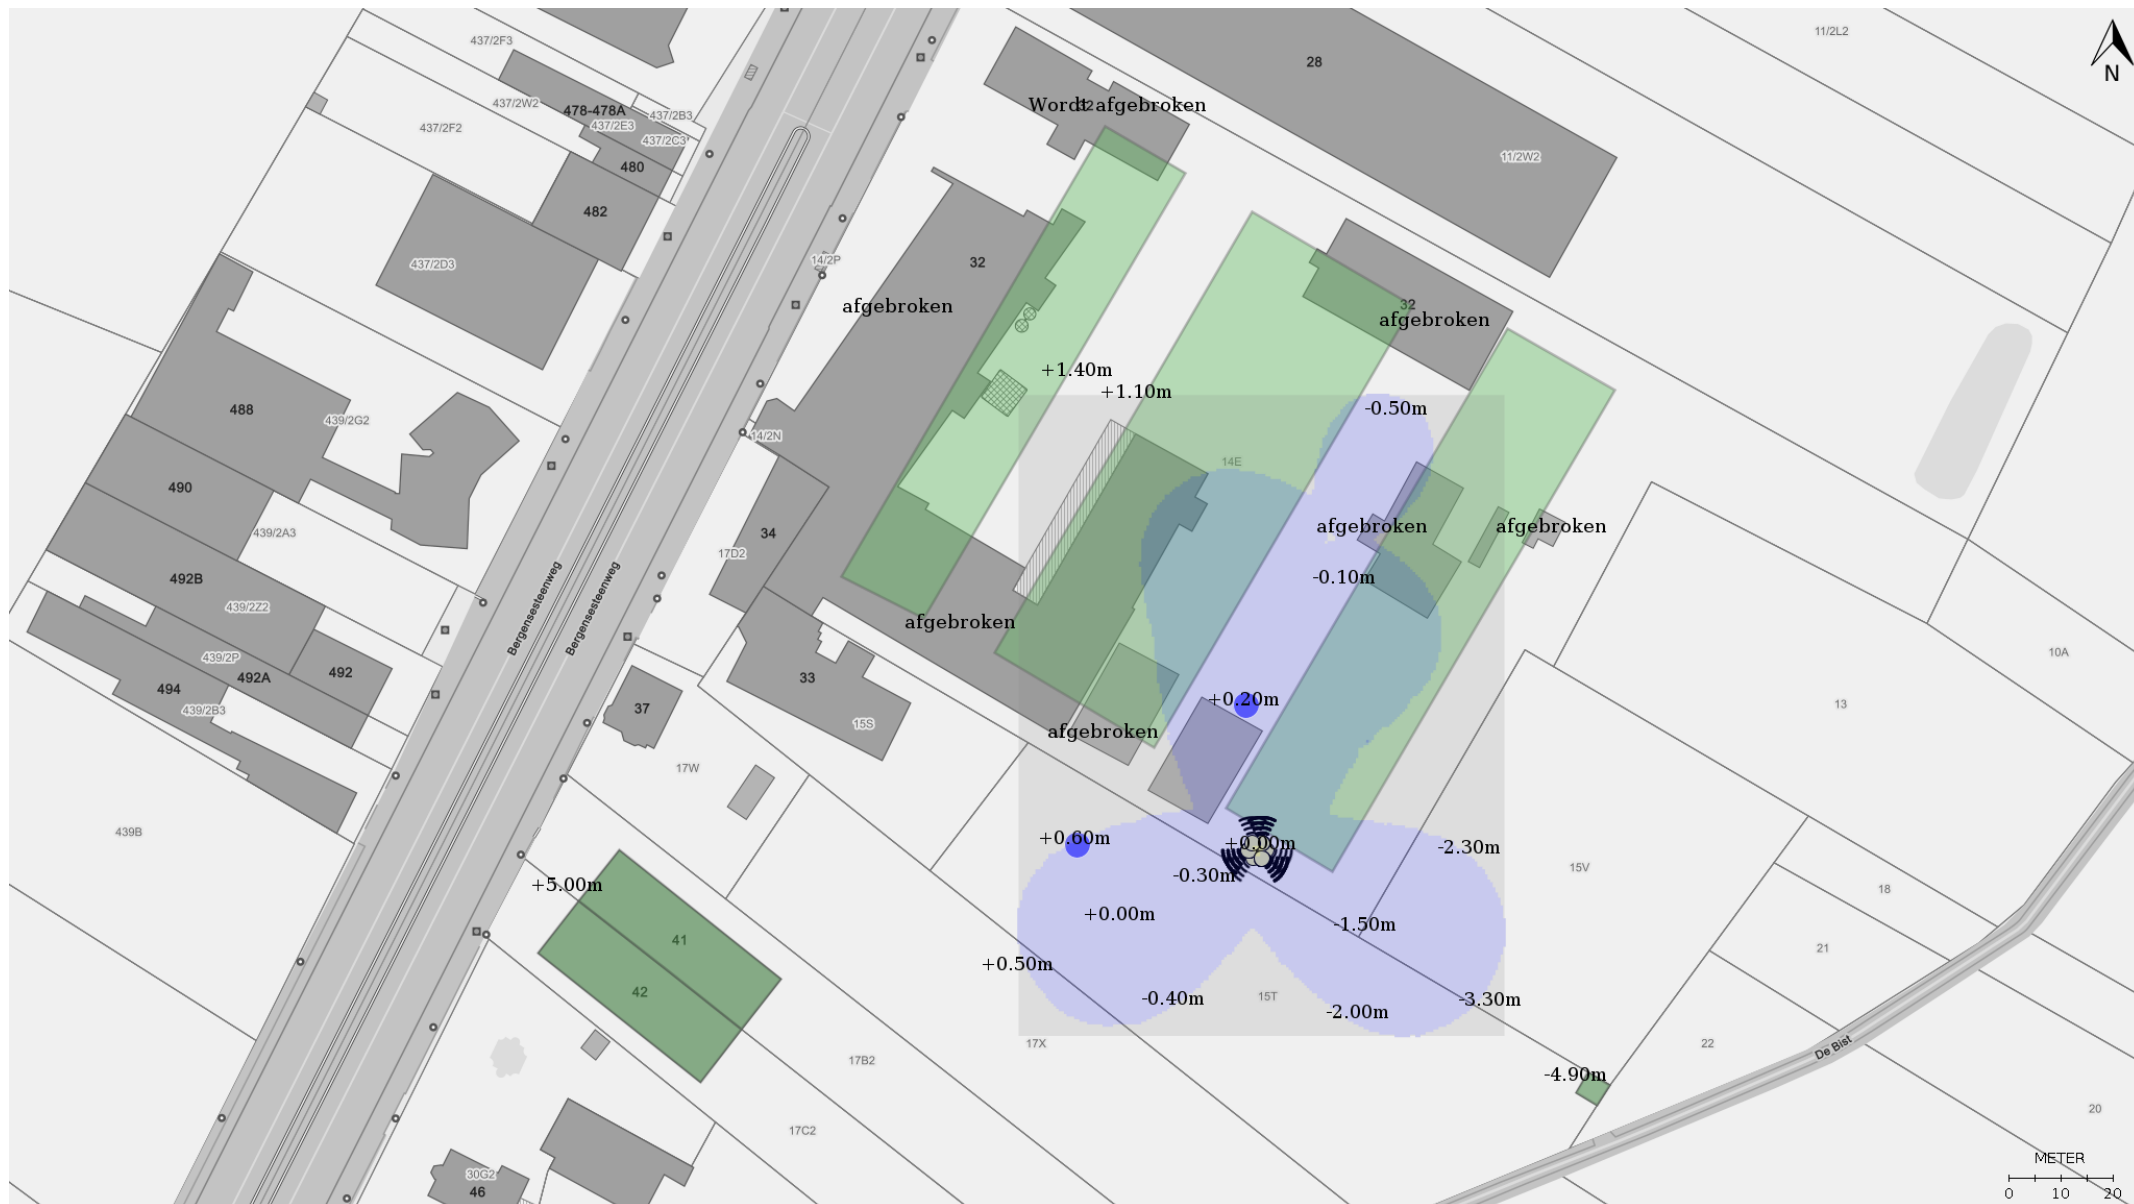 11/2L2
437/2F3
28
N
437/2W2
478-478A
437/2B3
437/2E3
437/2F2
437/2C3
480
Wordt afgebroken
32
11/2W2
482
437/2D3
14/2P
32
afgebroken
32
afgebroken
+1.40m
+1.10m
488
439/2G2
-0.50m
14/2N
14E
490
439/2A3
34
17D2
afgebroken
afgebroken
492B
439/2Z2
-0.10m
Bergensesteenweg
Bergensesteenweg
afgebroken
10A
439/2P
492A
492
494
439/2B3
33
37
15S
+0.20m
13
afgebroken
17W
439B
+0.60m
+0.00m
-2.30m
15V
18
-0.30m
+5.00m
+0.00m
-1.50m
41
21
+0.50m
42
-0.40m
15T
-2.00m
-3.30m
17X
22
De Bist
17B2
-4.90m
20
17C2
30G2
46
METER
0 10 20